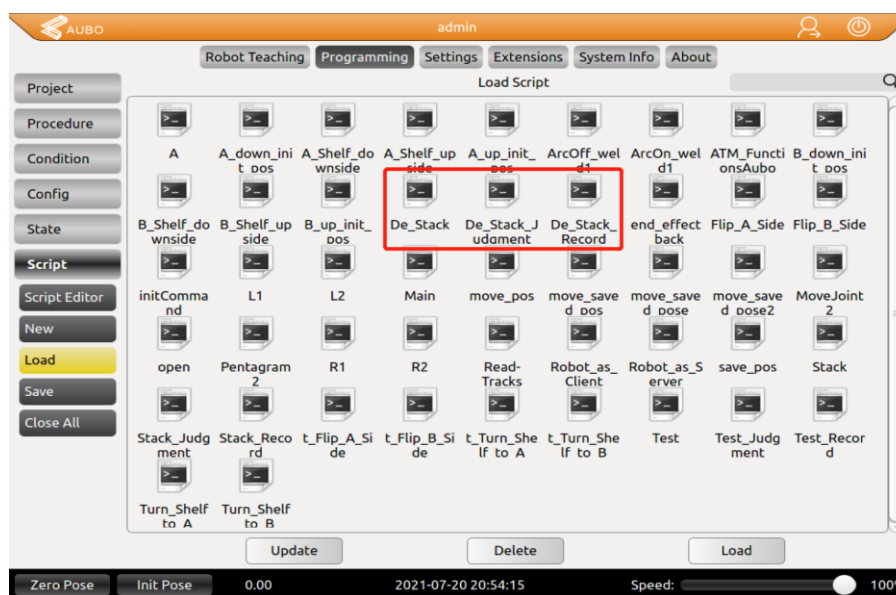 AUBO
admin
Robot Teaching Programming Settings Extensions System Info About
Load Script
Project
Procedure
Condition
Config
State
Script
Script Editor
New
Load
Save
Close All
>_ >_ >_ >_ >_ >_ >_ >_ >_
A A_down_ini A_Shelf_do A_Shelf_up A_up_init_ ArcOff_wel ArcOn_wel ATM_Functi B_down_ini
t_pos wnside side pos d1 d1 onsAubo t_pos
>_ >_ >_ >_ >_ >_ >_ >_ >_
B_Shelf_do B_Shelf_up B_up_init_ De_Stack De_Stack_J De_Stack_ end_effect Flip_A_Side Flip_B_Side
wnside side pos udgment Record back
>_ >_ >_ >_ >_ >_ >_ >_ >_
initComma L1 L2 Main move_pos move_save move_save move_save MoveJoint
nd d_pos d_pose d_pose2 2
>_ >_ >_ >_ >_ >_ >_ >_ >_
open Pentagram R1 R2 Read- Robot_as_ Robot_as_S save_pos Stack
2 Tracks Client erver
>_ >_ >_ >_ >_ >_ >_ >_ >_
Stack_Judg Stack_Reco t_Flip_A_Si t_Flip_B_Si t_Turn_She t_Turn_She Test Test_Judg Test_Recor
ment rd de de lf_to_A lf_to_B ment d
>_ >_
Turn_Shelf Turn_Shelf
_to_A _to_B
Update Delete Load
Zero Pose Init Pose 0.00 2021-07-20 20:54:15 Speed: 100%